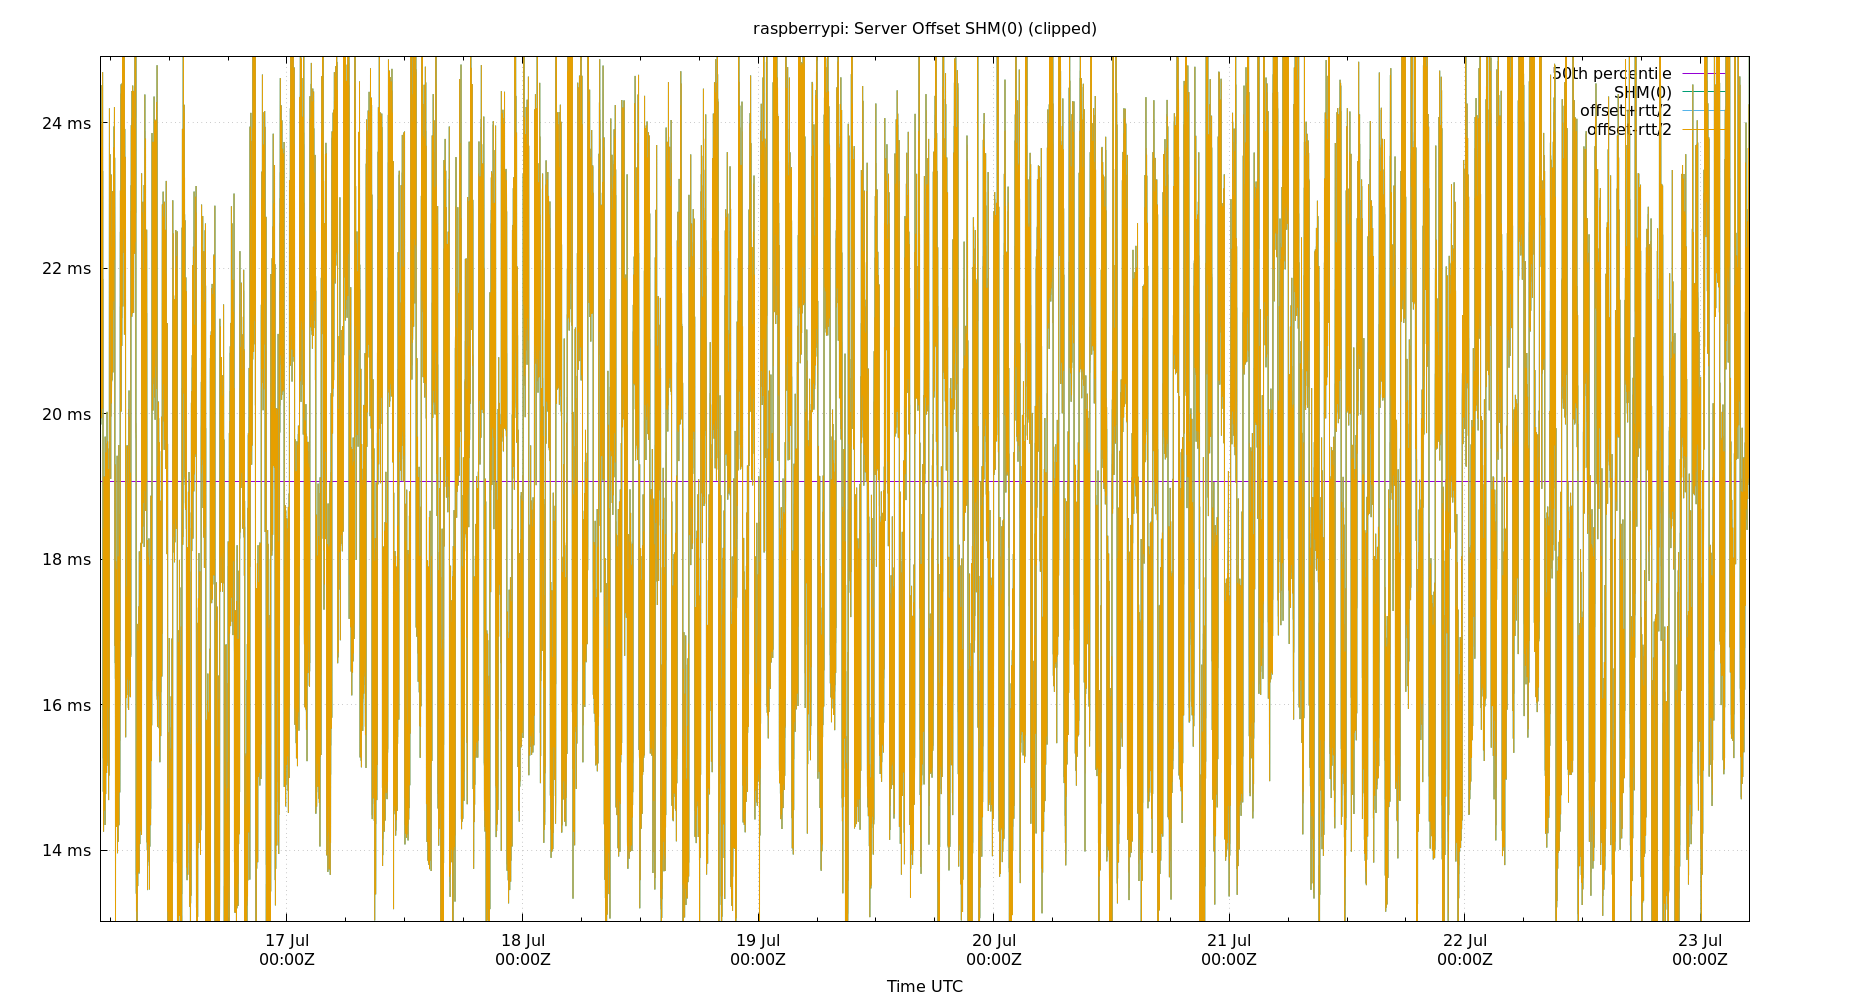 raspberrypi: Server Offset SHM(0) (clipped)
50th percentile
SHM(0)
offset+rtt/2
offset-rtt/2
24 ms
22 ms
20 ms
18 ms
16 ms
14 ms
17 Jul 18 Jul 19 Jul 20 Jul 21 Jul 22 Jul 23 Jul
00:00Z 00:00Z 00:00Z 00:00Z 00:00Z 00:00Z 00:00Z
Time UTC